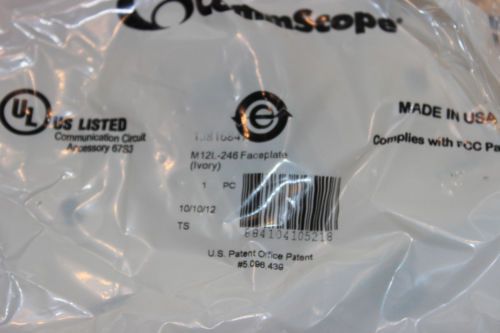 CommScope
UL US LISTED
Communication Circuit
Accessory 67S3
MADE IN USA
Complies with FCC Pa
M12L-246 Faceplate
(Ivory)
1 PC
10/10/12
TS
884104105218
U.S. Patent Office Patent
#5,096,439